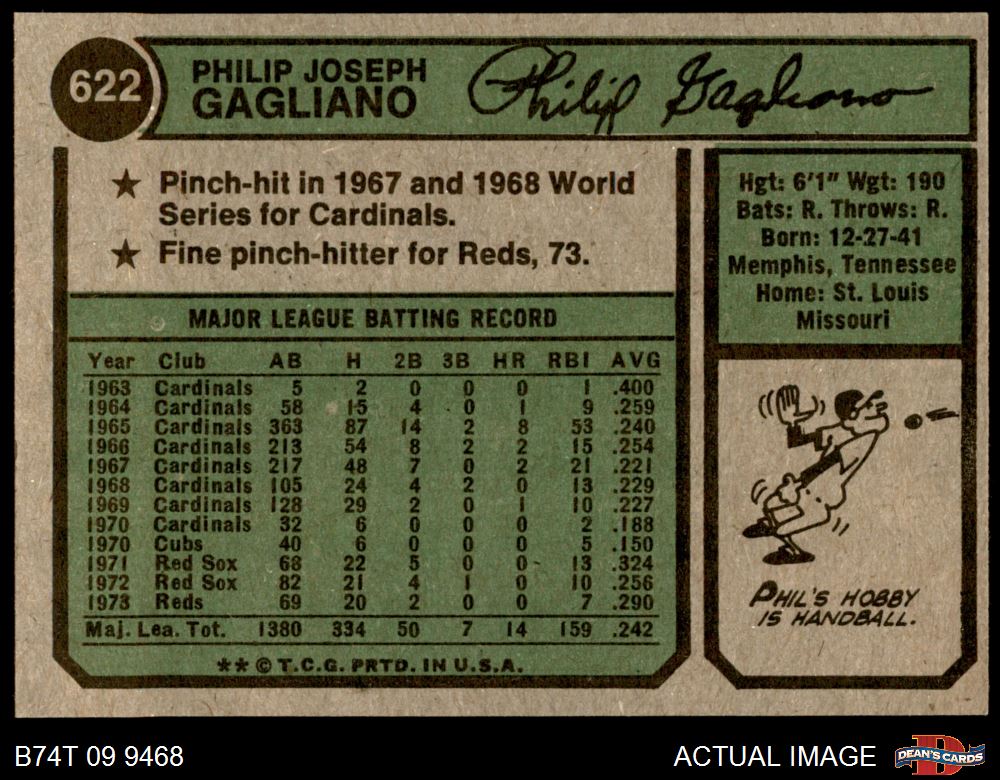 622
PHILIP JOSEPH
GAGLIANO
Philip Gagliano
★ Pinch-hit in 1967 and 1968 World
Series for Cardinals.
★ Fine pinch-hitter for Reds, 73.
MAJOR LEAGUE BATTING RECORD
Year Club AB H 2B 3B HR RBI AVG
1963 Cardinals 5 2 0 0 0 1 .400
1964 Cardinals 58 15 4 0 1 9 .259
1965 Cardinals 363 87 14 2 8 53 .240
1966 Cardinals 213 54 8 2 2 15 .254
1967 Cardinals 217 48 7 0 2 21 .221
1968 Cardinals 105 24 4 2 0 13 .229
1969 Cardinals 128 29 2 0 1 10 .227
1970 Cardinals 32 6 0 0 0 2 .188
1970 Cubs 40 6 0 0 0 5 .150
1971 Red Sox 68 22 5 0 0 13 .324
1972 Red Sox 82 21 4 1 0 10 .256
1973 Reds 69 20 2 0 0 7 .290
Maj. Lea. Tot. 1380 334 50 7 14 159 .242
** © T.C.G. PRTD. IN U.S.A.
Hgt: 6'1" Wgt: 190
Bats: R. Throws: R.
Born: 12-27-41
Memphis, Tennessee
Home: St. Louis
Missouri
PHIL'S HOBBY
IS HANDBALL.
B74T 09 9468
ACTUAL IMAGE
D
DEAN'S CARDS